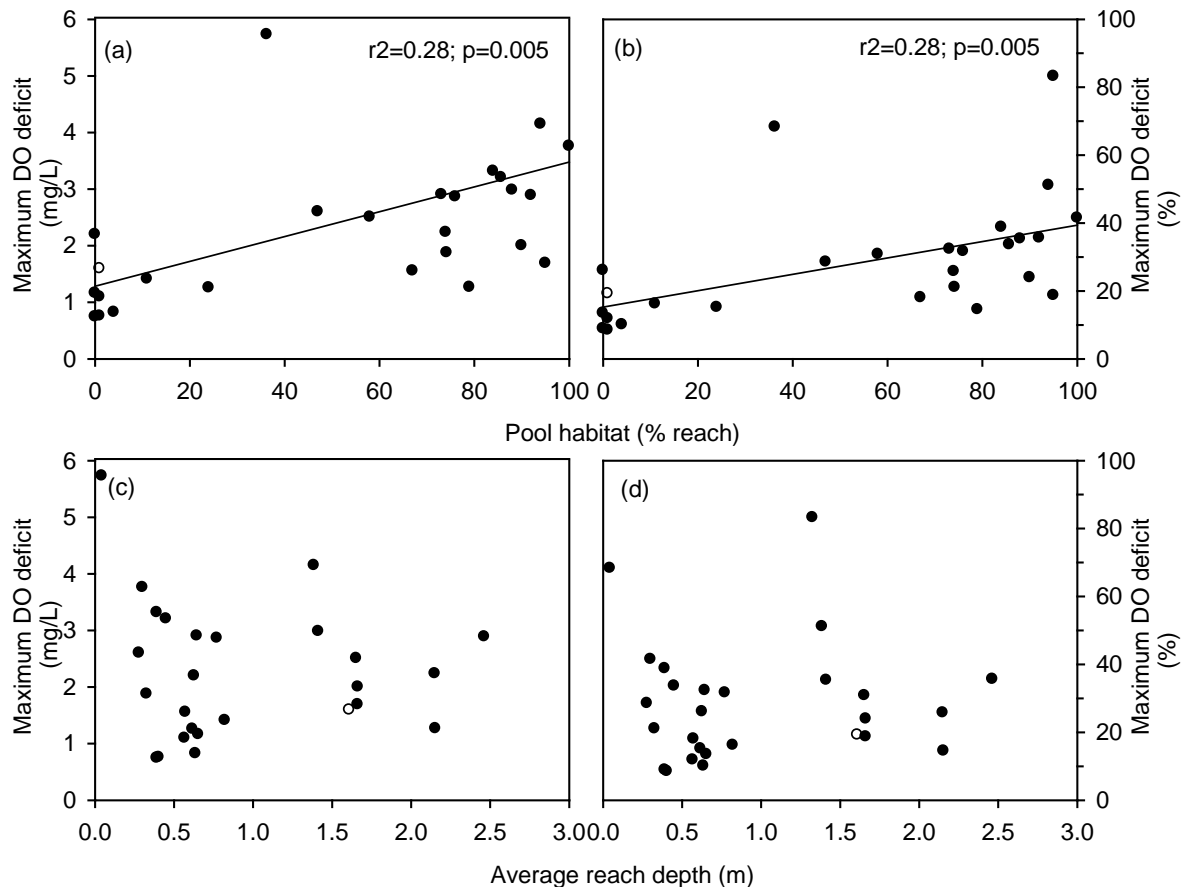 (a)
r2=0.28; p=0.005
Maximum DO deficit
(mg/L)
6
5
4
3
2
1
0
0 20 40 60 80 100
(b)
r2=0.28; p=0.005
100
80
60
40
20
0
Maximum DO deficit
(%)
0 20 40 60 80 100
Pool habitat (% reach)
(c)
Maximum DO deficit
(mg/L)
6
5
4
3
2
1
0
0.0 0.5 1.0 1.5 2.0 2.5 3.0
(d)
100
80
60
40
20
0
Maximum DO deficit
(%)
0.0 0.5 1.0 1.5 2.0 2.5 3.0
Average reach depth (m)